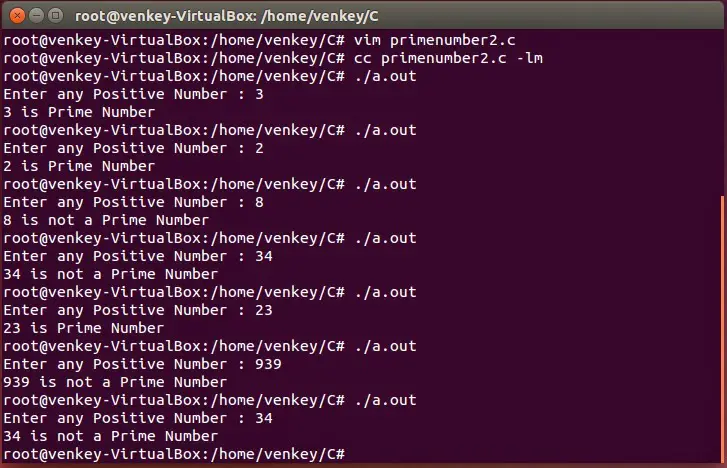 root@venkey-VirtualBox: /home/venkey/C
root@venkey-VirtualBox:/home/venkey/C# vim primenumber2.c
root@venkey-VirtualBox:/home/venkey/C# cc primenumber2.c -lm
root@venkey-VirtualBox:/home/venkey/C# ./a.out
Enter any Positive Number : 3
3 is Prime Number
root@venkey-VirtualBox:/home/venkey/C# ./a.out
Enter any Positive Number : 2
2 is Prime Number
root@venkey-VirtualBox:/home/venkey/C# ./a.out
Enter any Positive Number : 8
8 is not a Prime Number
root@venkey-VirtualBox:/home/venkey/C# ./a.out
Enter any Positive Number : 34
34 is not a Prime Number
root@venkey-VirtualBox:/home/venkey/C# ./a.out
Enter any Positive Number : 23
23 is Prime Number
root@venkey-VirtualBox:/home/venkey/C# ./a.out
Enter any Positive Number : 939
939 is not a Prime Number
root@venkey-VirtualBox:/home/venkey/C# ./a.out
Enter any Positive Number : 34
34 is not a Prime Number
root@venkey-VirtualBox:/home/venkey/C#